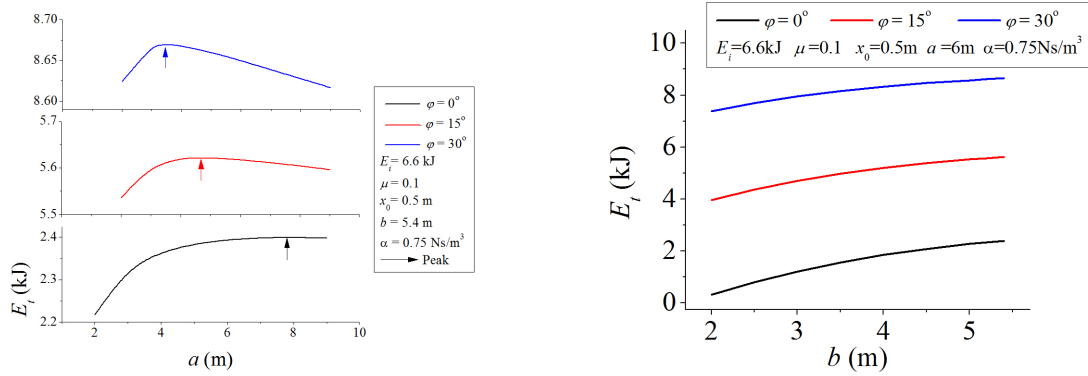 8.70
8.65
8.60
5.7
5.6
5.5
2.4
2.3
2.2
E_t (kJ)
2 4 6 8 10
a (m)
φ = 0°
φ = 15°
φ = 30°
E_i = 6.6 kJ
μ = 0.1
x_0 = 0.5 m
b = 5.4 m
α = 0.75 Ns/m³
Peak
φ = 0° φ = 15° φ = 30°
E_i=6.6kJ μ=0.1 x_0=0.5m a=6m α=0.75Ns/m³
10
8
6
4
2
0
E_t (kJ)
2 3 4 5
b (m)